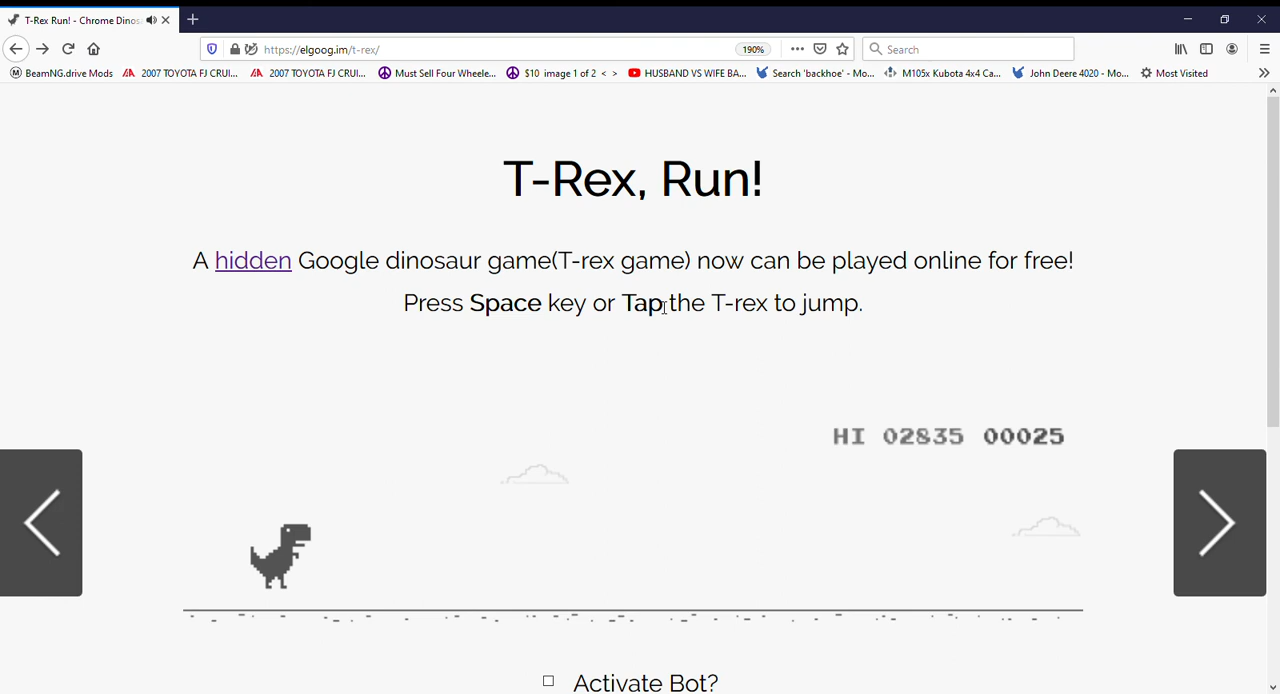 T-Rex Run! - Chrome Dinos
https://elgoog.im/t-rex/
190%
Search
BeamNG.drive Mods
2007 TOYOTA FJ CRUI...
2007 TOYOTA FJ CRUI...
Must Sell Four Wheele...
$10 image 1 of 2 < >
HUSBAND VS WIFE BA...
Search 'backhoe' - Mo...
M105x Kubota 4x4 Ca...
John Deere 4020 - Mo...
Most Visited
T-Rex, Run!
A hidden Google dinosaur game(T-rex game) now can be played online for free!
Press Space key or Tap the T-rex to jump.
HI 02835 00025
Activate Bot?